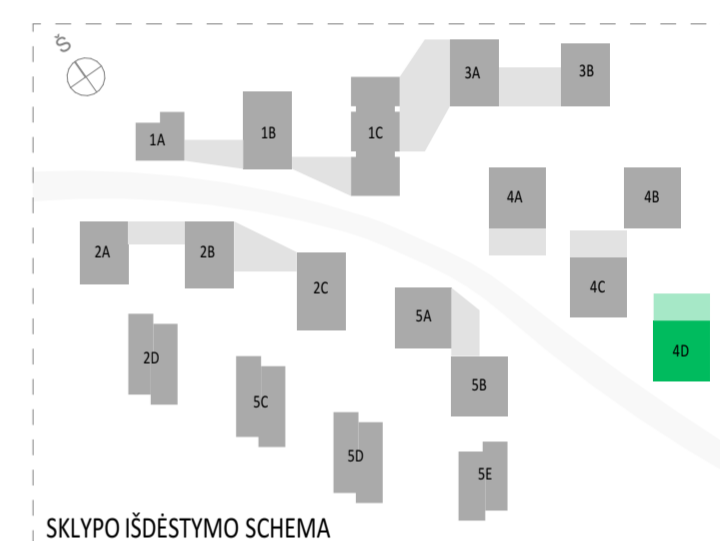 Š
3A
3B
1A
1B
1C
4A
4B
2A
2B
2C
4C
5A
4D
2D
5B
5C
5D
5E
SKLYPO IŠDĖSTYMO SCHEMA